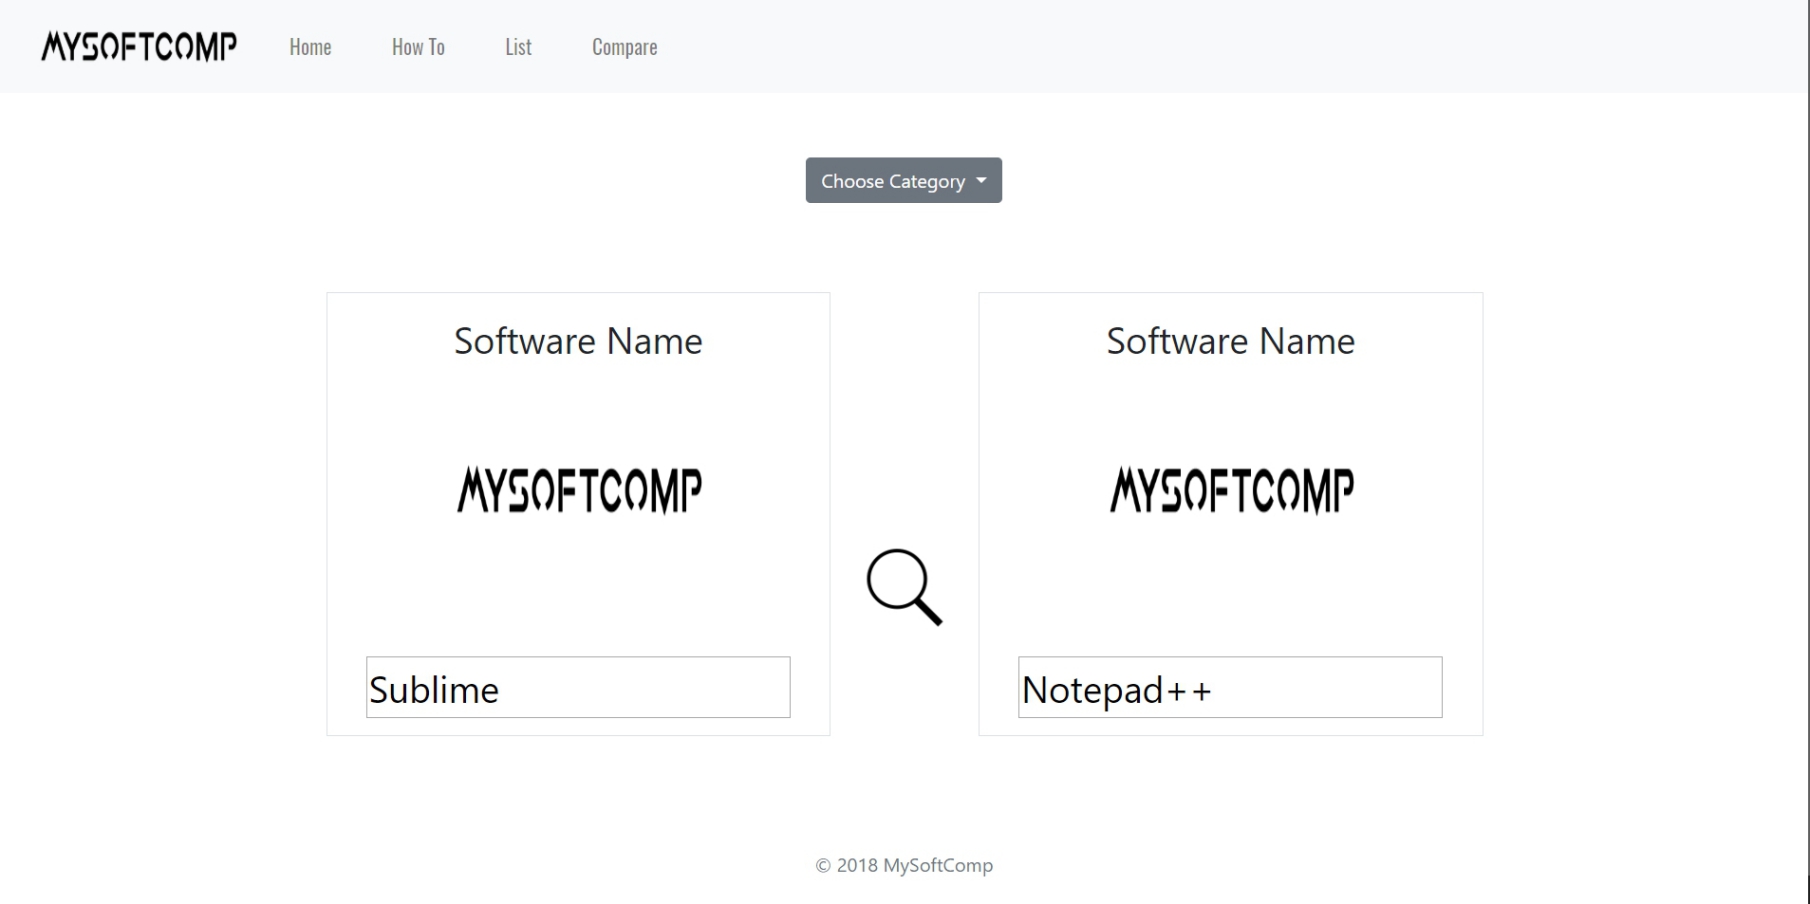 MYSOFTCOMP Home How To List Compare
Choose Category
Software Name
MYSOFTCOMP
Sublime
Software Name
MYSOFTCOMP
Notepad++
© 2018 MySoftComp